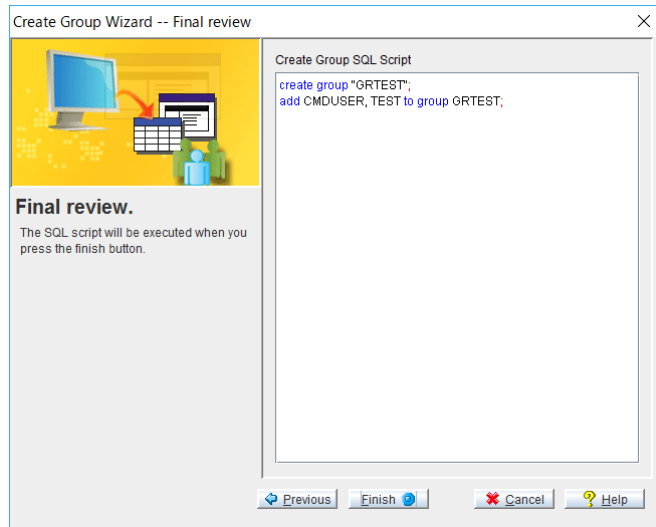 Create Group Wizard -- Final review
Create Group SQL Script
create group "GRTEST";
add CMDUSER, TEST to group GRTEST;
Final review.
The SQL script will be executed when you
press the finish button.
Previous
Finish
Cancel
Help